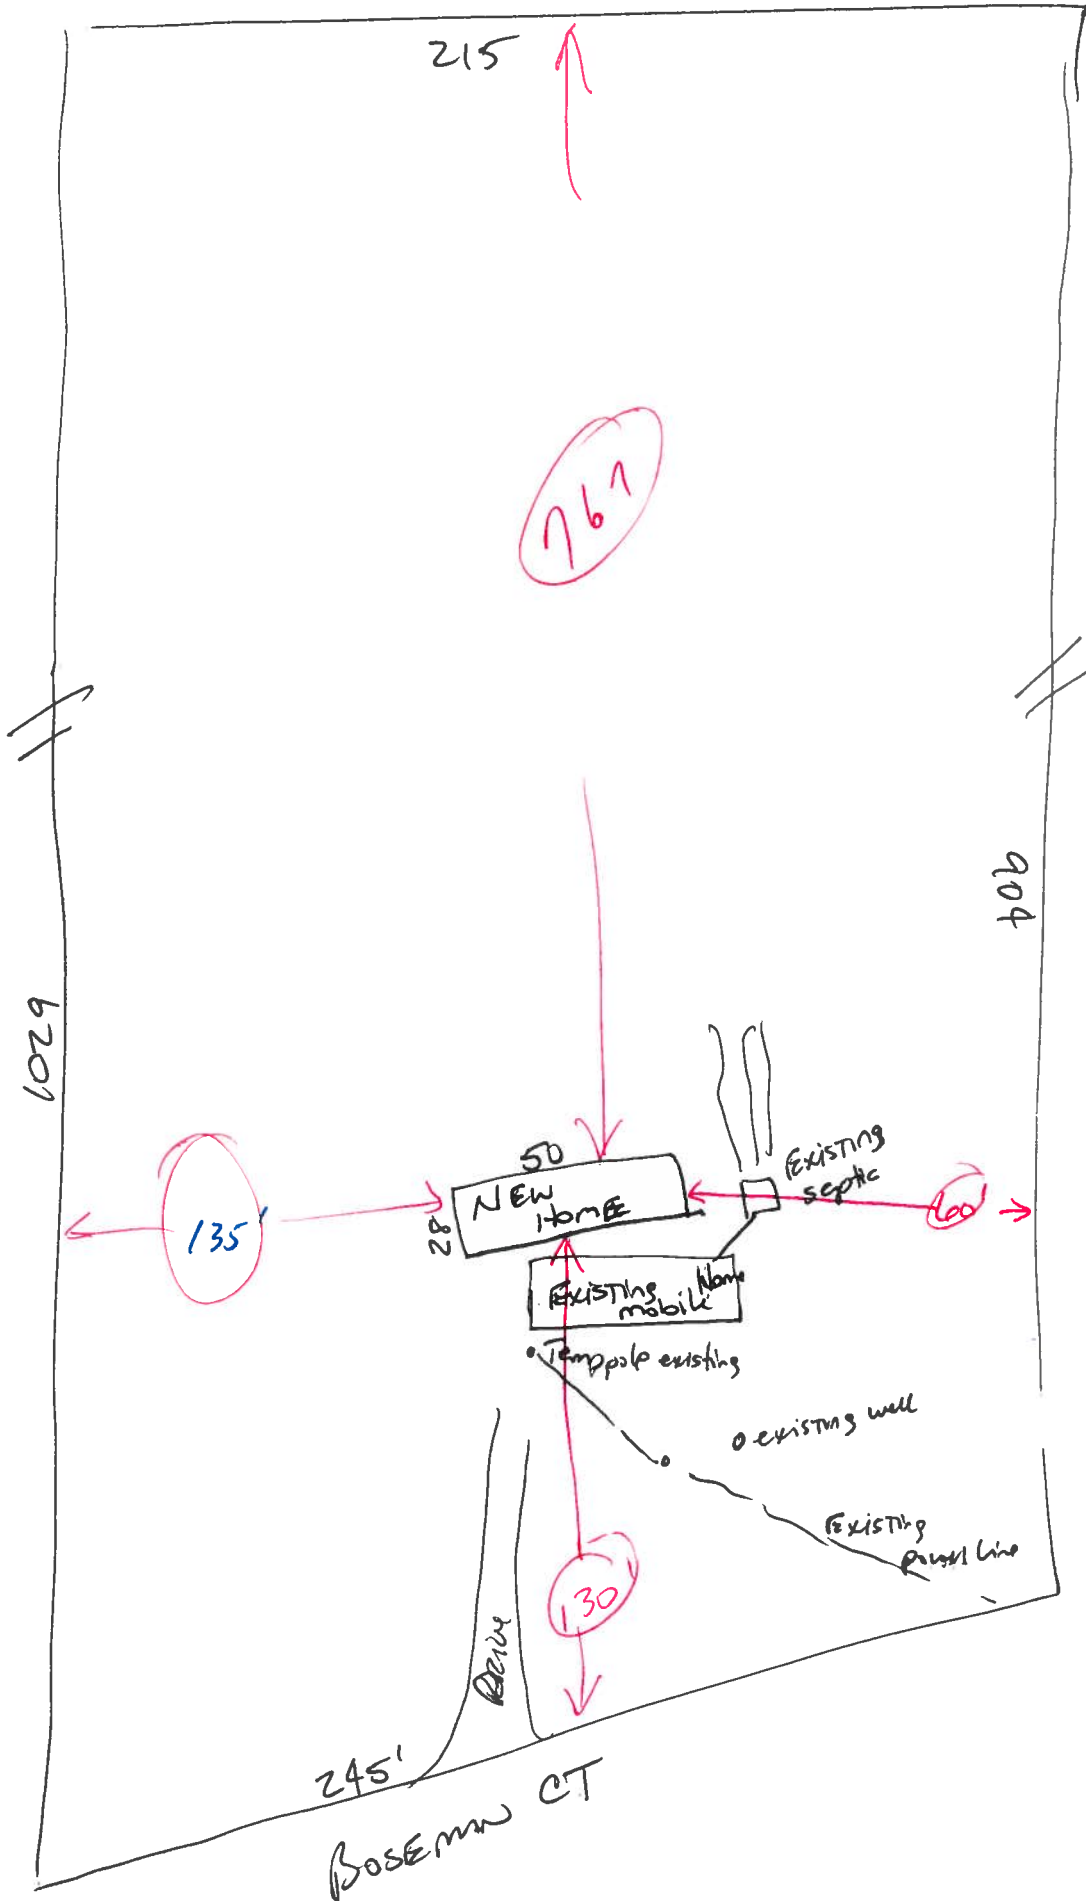 215
767
904
1029
50
28
NEW
HOME
Existing
septic
135'
60'
Existing
Home
mobile
Temp pole existing
existing well
Existing
power line
130
Drive
245'
BOSEMAN CT